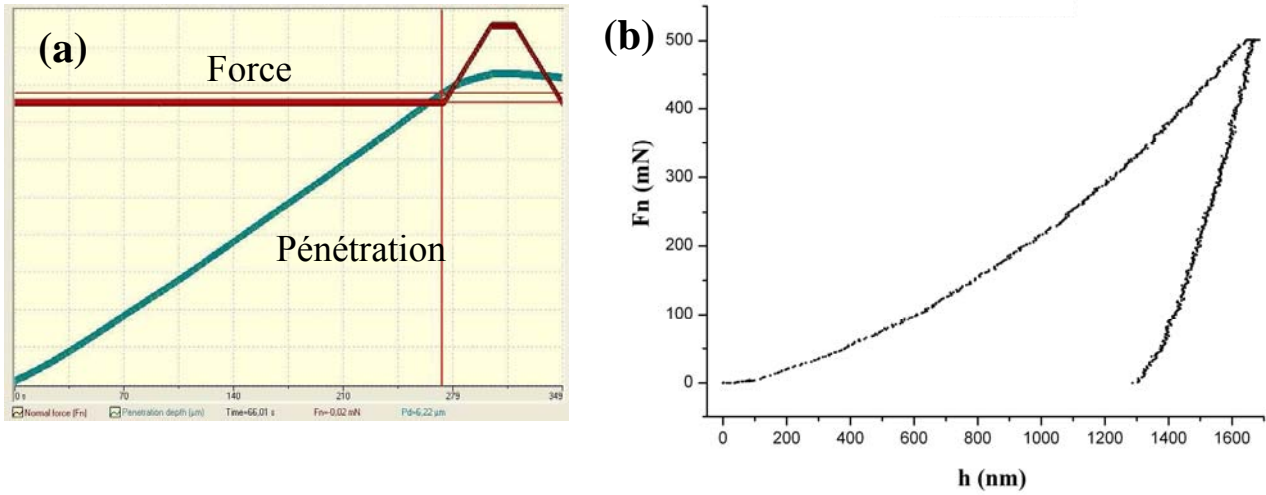 (a)
Force
Pénétration
0 s 70 140 210 279 349
Normal force (Fn) Penetration depth (µm) Time=66,01 s Fn=-0,02 mN Pd=6,22 µm
(b)
500
400
300
200
100
0
Fn (mN)
0 200 400 600 800 1000 1200 1400 1600
h (nm)